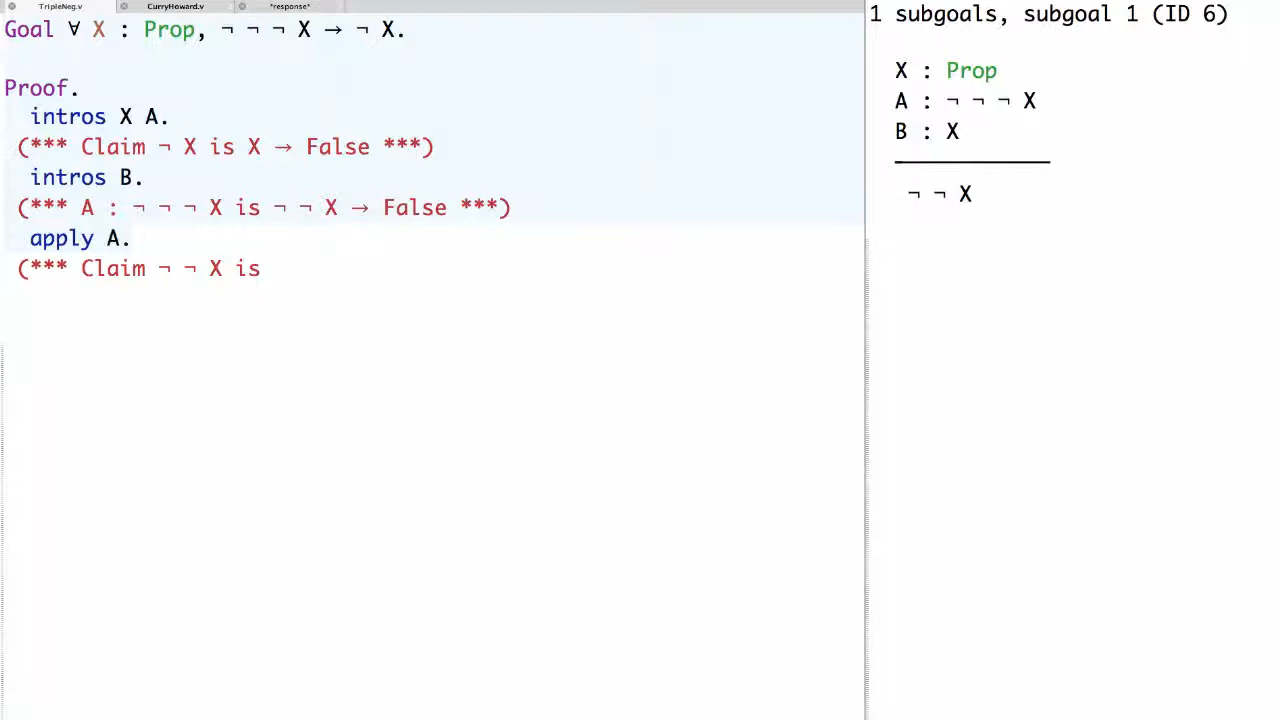 TripleNeg.v CurryHoward.v *response*
Goal ∀ X : Prop, ¬ ¬ ¬ X → ¬ X.
Proof.
intros X A.
(*** Claim ¬ X is X → False ***)
intros B.
(*** A : ¬ ¬ ¬ X is ¬ ¬ X → False ***)
apply A.
(*** Claim ¬ ¬ X is
1 subgoals, subgoal 1 (ID 6)
X : Prop
A : ¬ ¬ ¬ X
B : X
¬ ¬ X